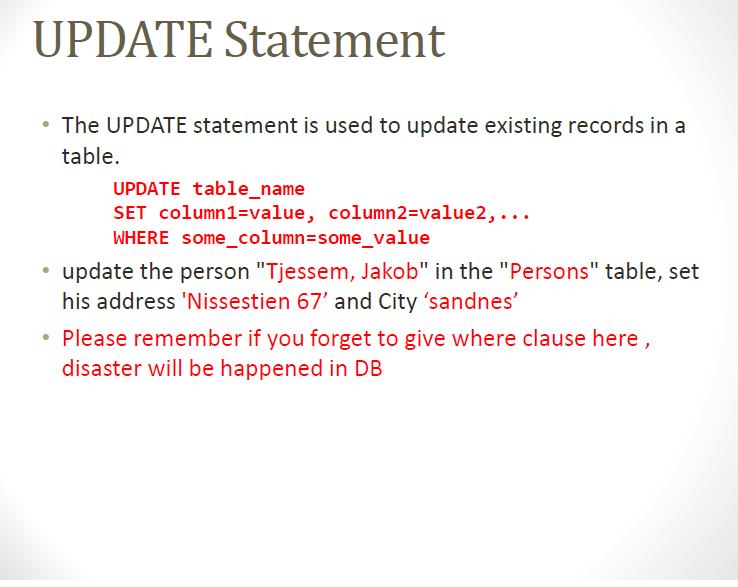 UPDATE Statement
• The UPDATE statement is used to update existing records in a
table.
UPDATE table_name
SET column1=value, column2=value2,...
WHERE some_column=some_value
• update the person "Tjessem, Jakob" in the "Persons" table, set
his address 'Nissestien 67’ and City ‘sandnes’
• Please remember if you forget to give where clause here ,
disaster will be happened in DB